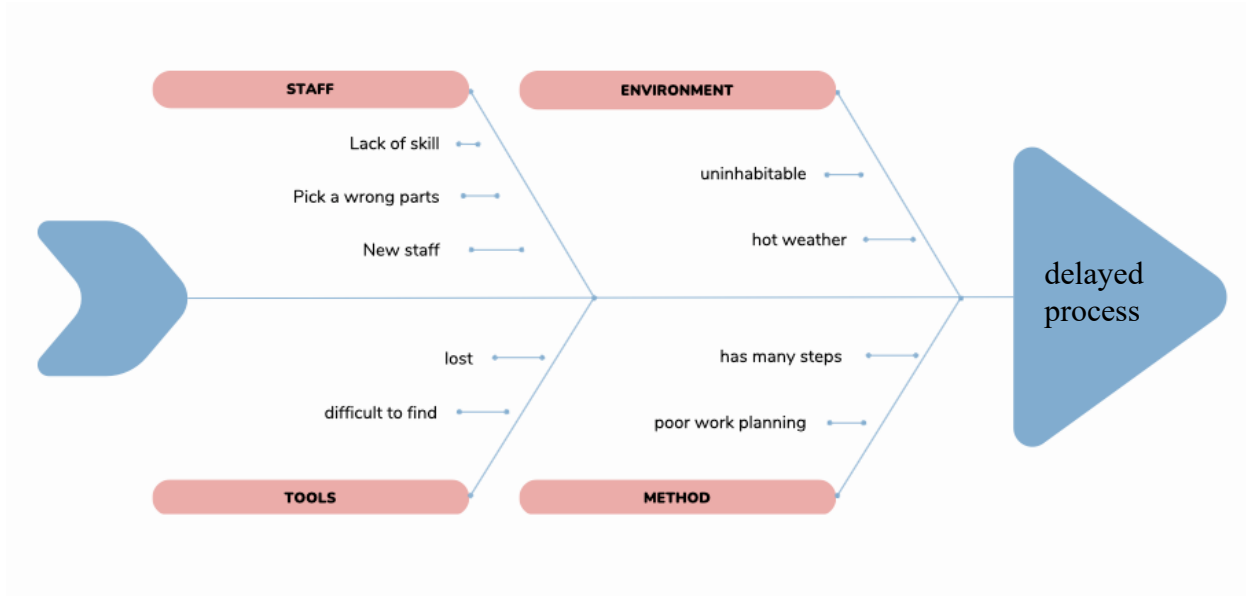 STAFF
ENVIRONMENT
Lack of skill
Pick a wrong parts
New staff
uninhabitable
hot weather
delayed
process
lost
difficult to find
has many steps
poor work planning
TOOLS
METHOD